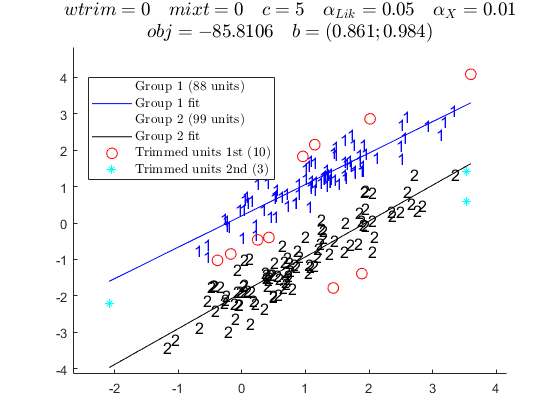 wtrim = 0 mixt = 0 c = 5 α_Lik = 0.05 α_X = 0.01
obj = −85.8106 b = (0.861; 0.984)
Group 1 (88 units)
Group 1 fit
Group 2 (99 units)
Group 2 fit
Trimmed units 1st (10)
Trimmed units 2nd (3)
4
3
2
1
0
-1
-2
-3
-4
-2 -1 0 1 2 3 4